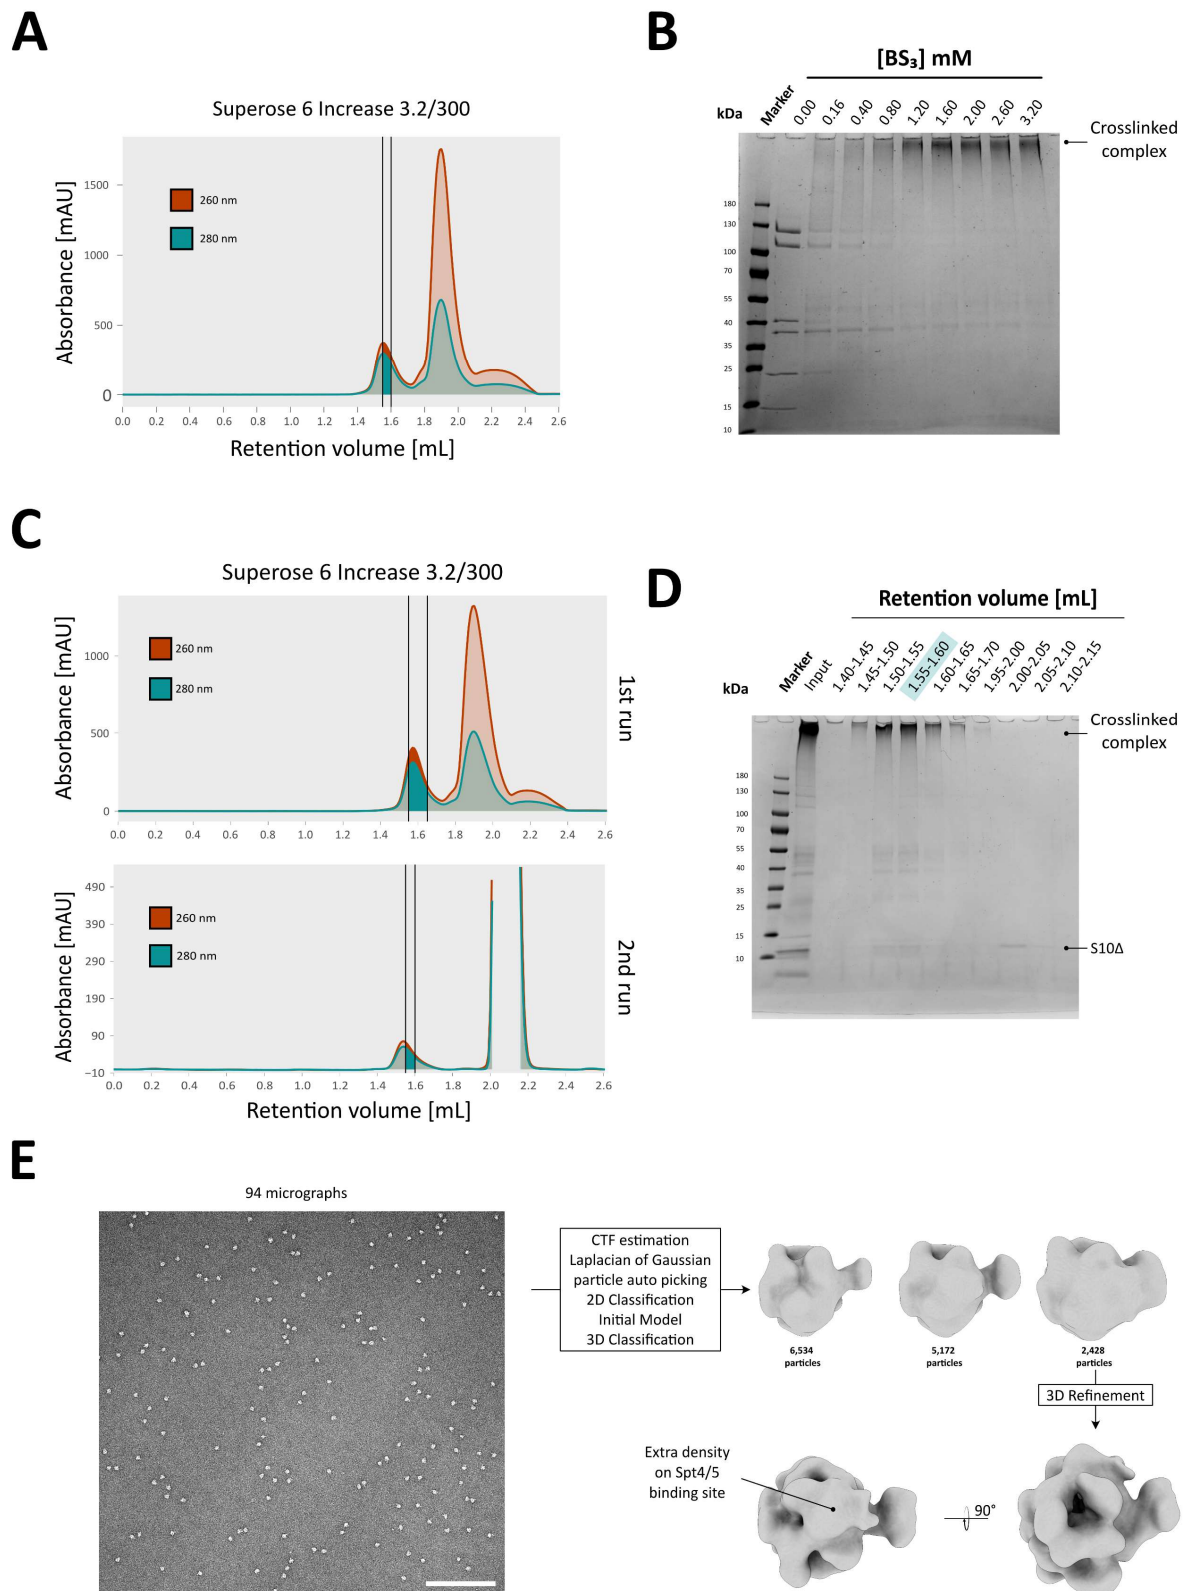 A
Superose 6 Increase 3.2/300
Absorbance [mAU]
1500
1000
500
0
260 nm
280 nm
0.0 0.2 0.4 0.6 0.8 1.0 1.2 1.4 1.6 1.8 2.0 2.2 2.4 2.6
Retention volume [mL]
B
[BS₃] mM
kDa
Marker
0.00
0.16
0.40
0.80
1.20
1.60
2.00
2.60
3.20
Crosslinked
complex
180
130
100
70
55
40
35
25
15
10
C
Superose 6 Increase 3.2/300
Absorbance [mAU]
1000
500
0
260 nm
280 nm
1st run
0.0 0.2 0.4 0.6 0.8 1.0 1.2 1.4 1.6 1.8 2.0 2.2 2.4 2.6
Absorbance [mAU]
490
390
290
190
90
−10
260 nm
280 nm
2nd run
0.0 0.2 0.4 0.6 0.8 1.0 1.2 1.4 1.6 1.8 2.0 2.2 2.4 2.6
Retention volume [mL]
D
Retention volume [mL]
kDa
Marker
Input
1.40-1.45
1.45-1.50
1.50-1.55
1.55-1.60
1.60-1.65
1.65-1.70
1.95-2.00
2.00-2.05
2.05-2.10
2.10-2.15
Crosslinked
complex
180
130
100
70
55
40
35
25
15
10
S10Δ
E
94 micrographs
CTF estimation
Laplacian of Gaussian
particle auto picking
2D Classification
Initial Model
3D Classification
6,534
particles
5,172
particles
2,428
particles
3D Refinement
Extra density
on Spt4/5
binding site
90°